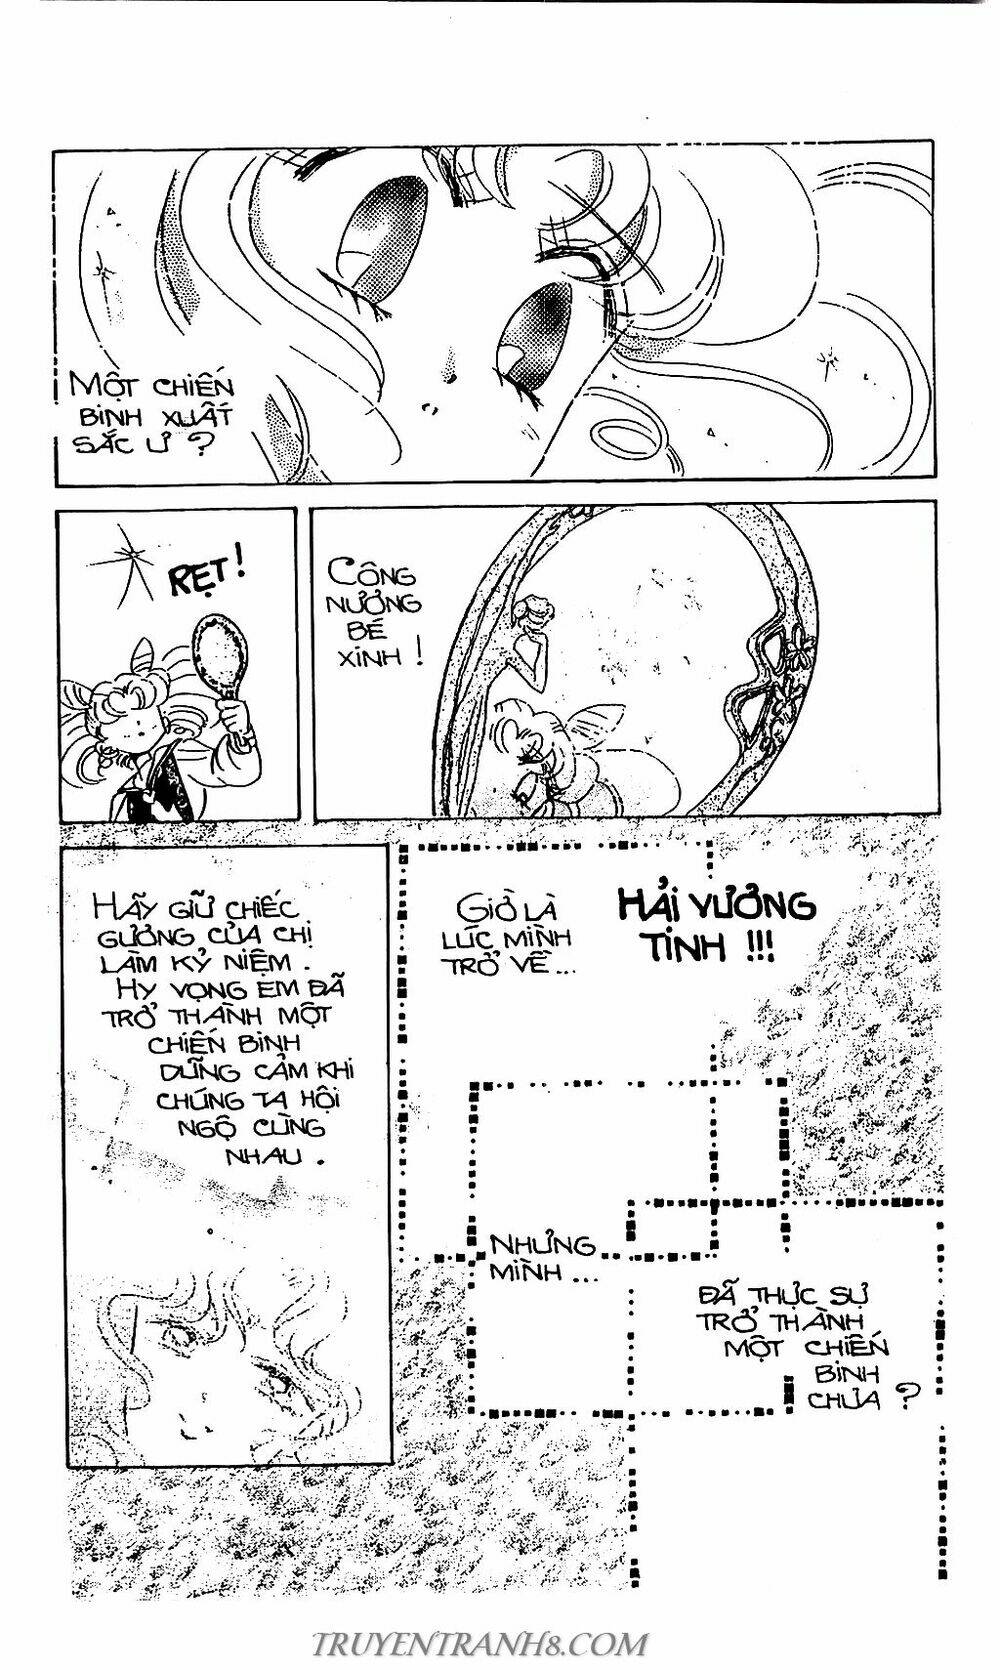 MỘT CHIẾN
BINH XUẤT
SẮC Ư ?
RẸT !
CÔNG
NƯƠNG
BÉ
XINH !
HÃY GIỮ CHIẾC
GƯƠNG CỦA CHỊ
LÀM KỶ NIỆM .
HY VỌNG EM ĐÃ
TRỞ THÀNH MỘT
CHIẾN BINH
DŨNG CẢM KHI
CHÚNG TA HỘI
NGỘ CÙNG
NHAU .
GIỜ LÀ
LÚC MÌNH
TRỞ VỀ ...
HẢI VƯƠNG
TINH !!!
NHƯNG
MÌNH ...
ĐÃ THỰC SỰ
TRỞ THÀNH
MỘT CHIẾN
BINH
CHƯA ?
TRUYENTRANH8.COM